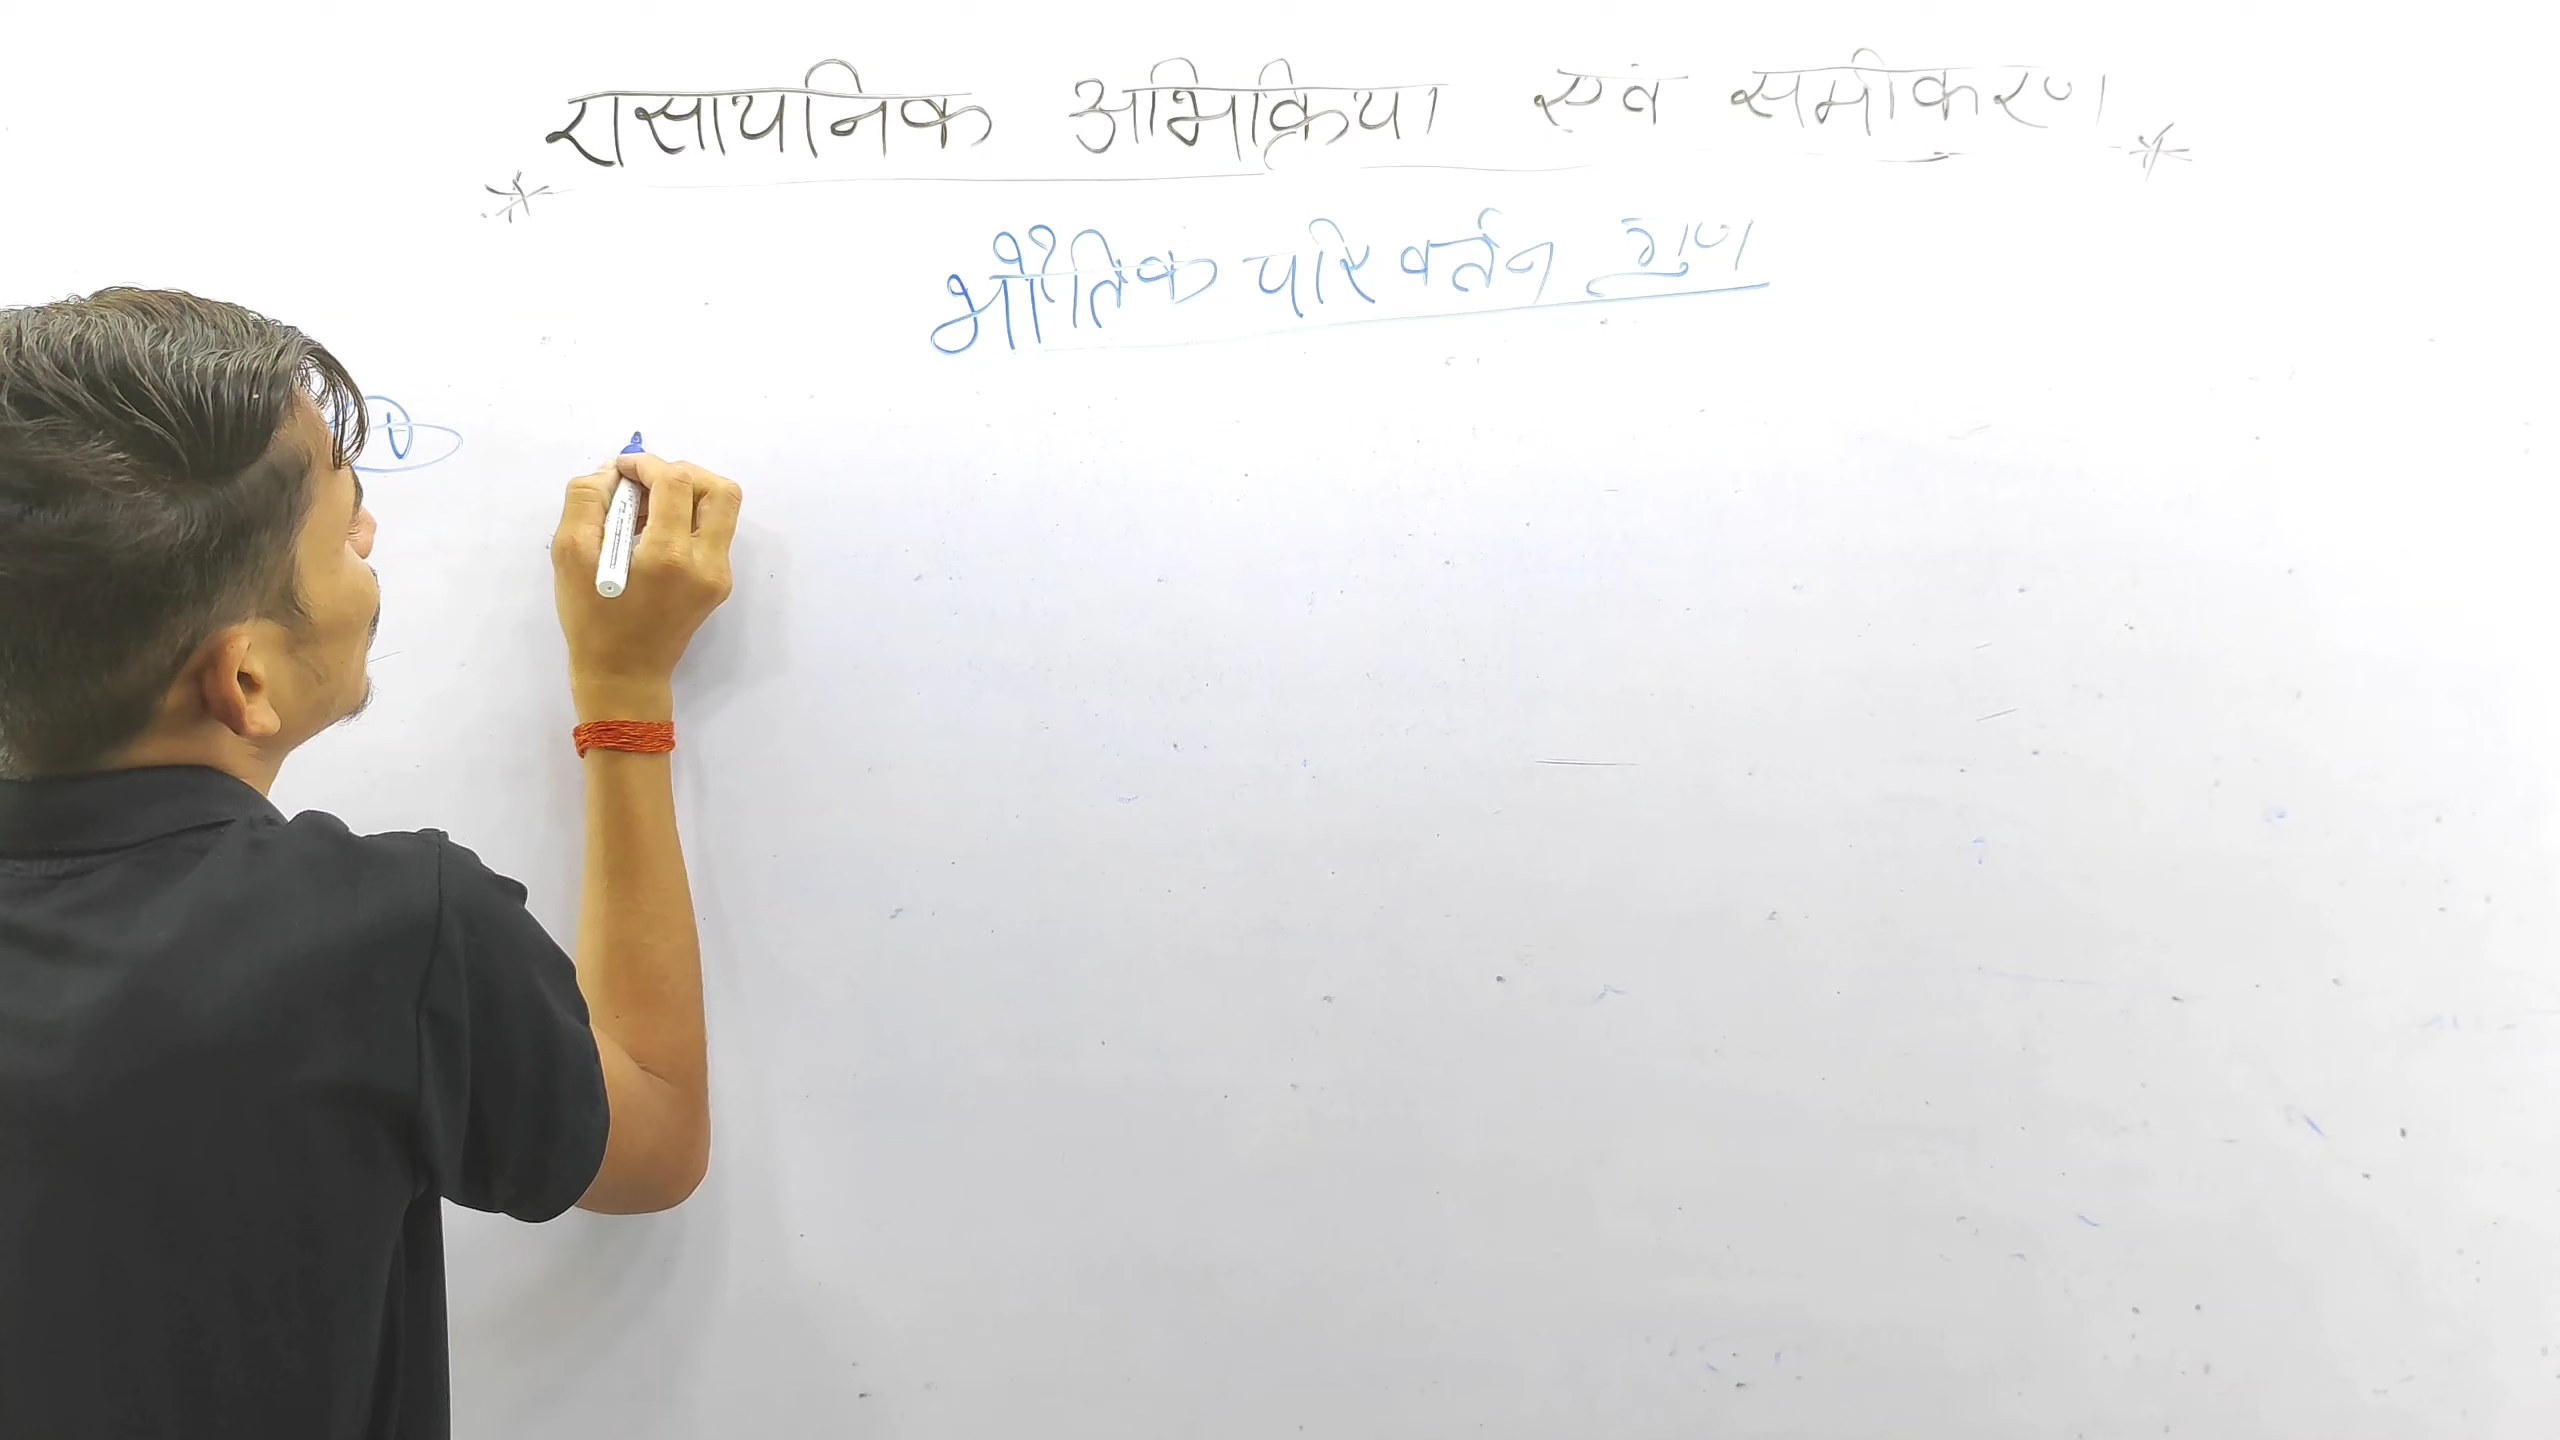 * रासायनिक अभिक्रिया एवं समीकरण *
भौतिक परिवर्तन गुण